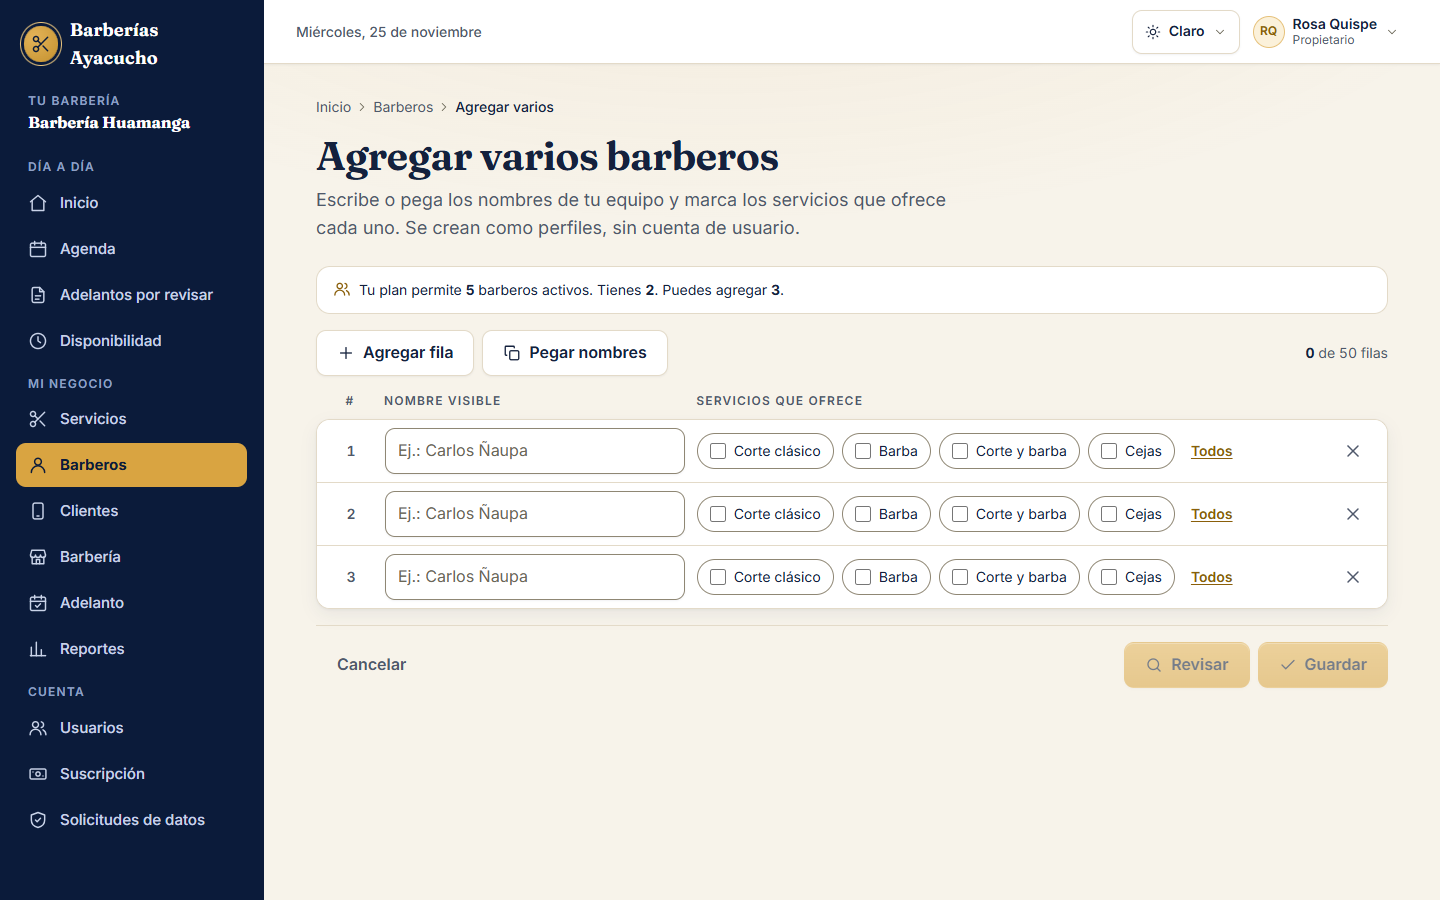 Barberías
Ayacucho
TU BARBERÍA
Barbería Huamanga
DÍA A DÍA
Inicio
Agenda
Adelantos por revisar
Disponibilidad
MI NEGOCIO
Servicios
Barberos
Clientes
Barbería
Adelanto
Reportes
CUENTA
Usuarios
Suscripción
Solicitudes de datos
Miércoles, 25 de noviembre
Claro
RQ
Rosa Quispe
Propietario
Inicio > Barberos > Agregar varios
Agregar varios barberos
Escribe o pega los nombres de tu equipo y marca los servicios que ofrece
cada uno. Se crean como perfiles, sin cuenta de usuario.
Tu plan permite 5 barberos activos. Tienes 2. Puedes agregar 3.
Agregar fila
Pegar nombres
0 de 50 filas
# NOMBRE VISIBLE SERVICIOS QUE OFRECE
1 Ej.: Carlos Ñaupa Corte clásico Barba Corte y barba Cejas Todos
2 Ej.: Carlos Ñaupa Corte clásico Barba Corte y barba Cejas Todos
3 Ej.: Carlos Ñaupa Corte clásico Barba Corte y barba Cejas Todos
Cancelar
Revisar
Guardar